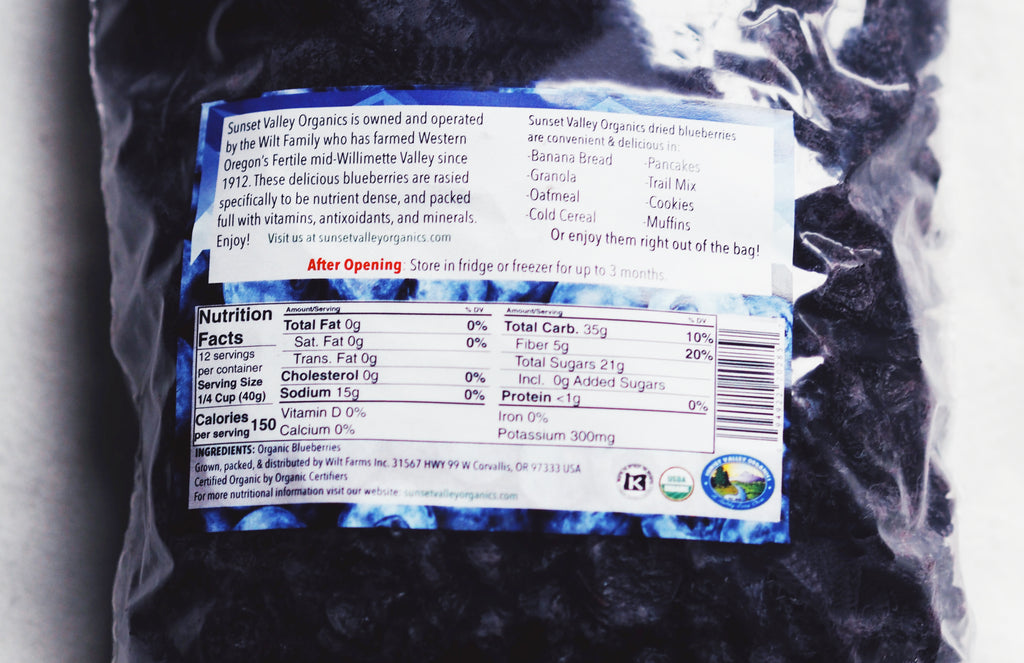 Sunset Valley Organics is owned and operated
by the Wilt Family who has farmed Western
Oregon's Fertile mid-Willimette Valley since
1912. These delicious blueberries are rasied
specifically to be nutrient dense, and packed
full with vitamins, antixoidants, and minerals.
Enjoy! Visit us at sunsetvalleyorganics.com
Sunset Valley Organics dried blueberries
are convenient & delicious in:
-Banana Bread -Pancakes
-Granola -Trail Mix
-Oatmeal -Cookies
-Cold Cereal -Muffins
Or enjoy them right out of the bag!
After Opening: Store in fridge or freezer for up to 3 months.
Nutrition
Facts
12 servings
per container
Serving Size
1/4 Cup (40g)
Calories
per serving 150
Amount/Serving % DV
Total Fat 0g 0%
Sat. Fat 0g 0%
Trans. Fat 0g
Cholesterol 0g 0%
Sodium 15g 0%
Vitamin D 0%
Calcium 0%
Amount/Serving % DV
Total Carb. 35g 10%
Fiber 5g 20%
Total Sugars 21g
Incl. 0g Added Sugars
Protein <1g 0%
Iron 0%
Potassium 300mg
INGREDIENTS: Organic Blueberries
Grown, packed, & distributed by Wilt Farms Inc. 31567 HWY 99 W Corvallis, OR 97333 USA
Certified Organic by Organic Certifiers
For more nutritional information visit our website: sunsetvalleyorganics.com
K
USDA
SUNSET VALLEY ORGANICS